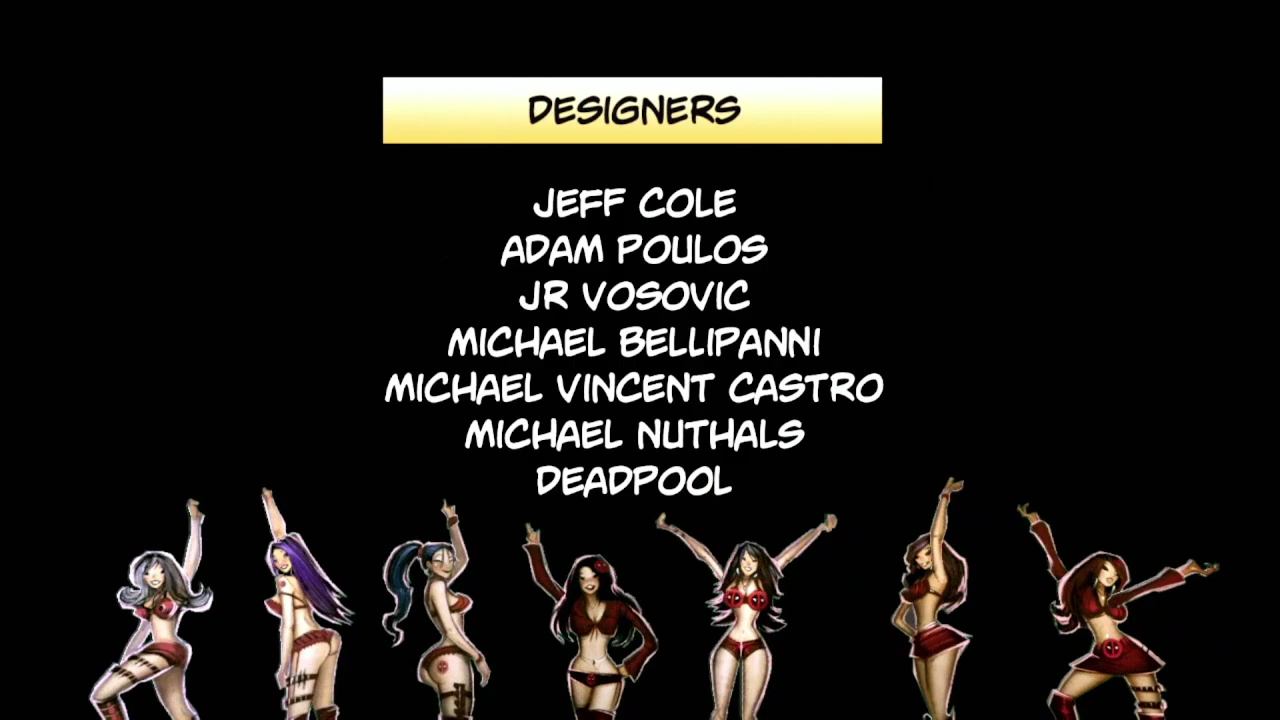 DESIGNERS
JEFF COLE
ADAM POULOS
JR VOSOVIC
MICHAEL BELLIPANNI
MICHAEL VINCENT CASTRO
MICHAEL NUTHALS
DEADPOOL